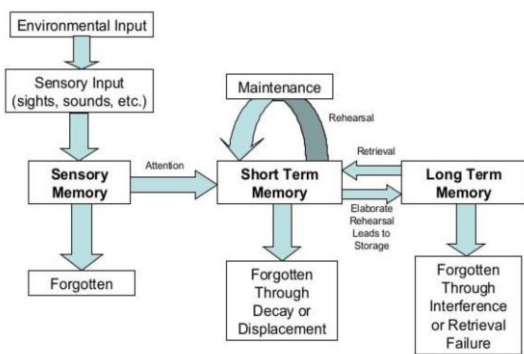 Environmental Input
Sensory Input
(sights, sounds, etc.)
Maintenance
Rehearsal
Sensory
Memory
Attention
Short Term
Memory
Retrieval
Elaborate
Rehearsal
Leads to
Storage
Long Term
Memory
Forgotten
Forgotten
Through
Decay or
Displacement
Forgotten
Through
Interference
or Retrieval
Failure